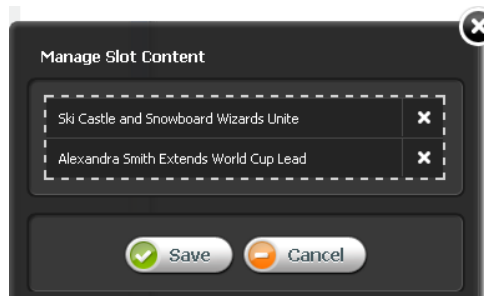 Manage Slot Content
Ski Castle and Snowboard Wizards Unite
Alexandra Smith Extends World Cup Lead
Save Cancel